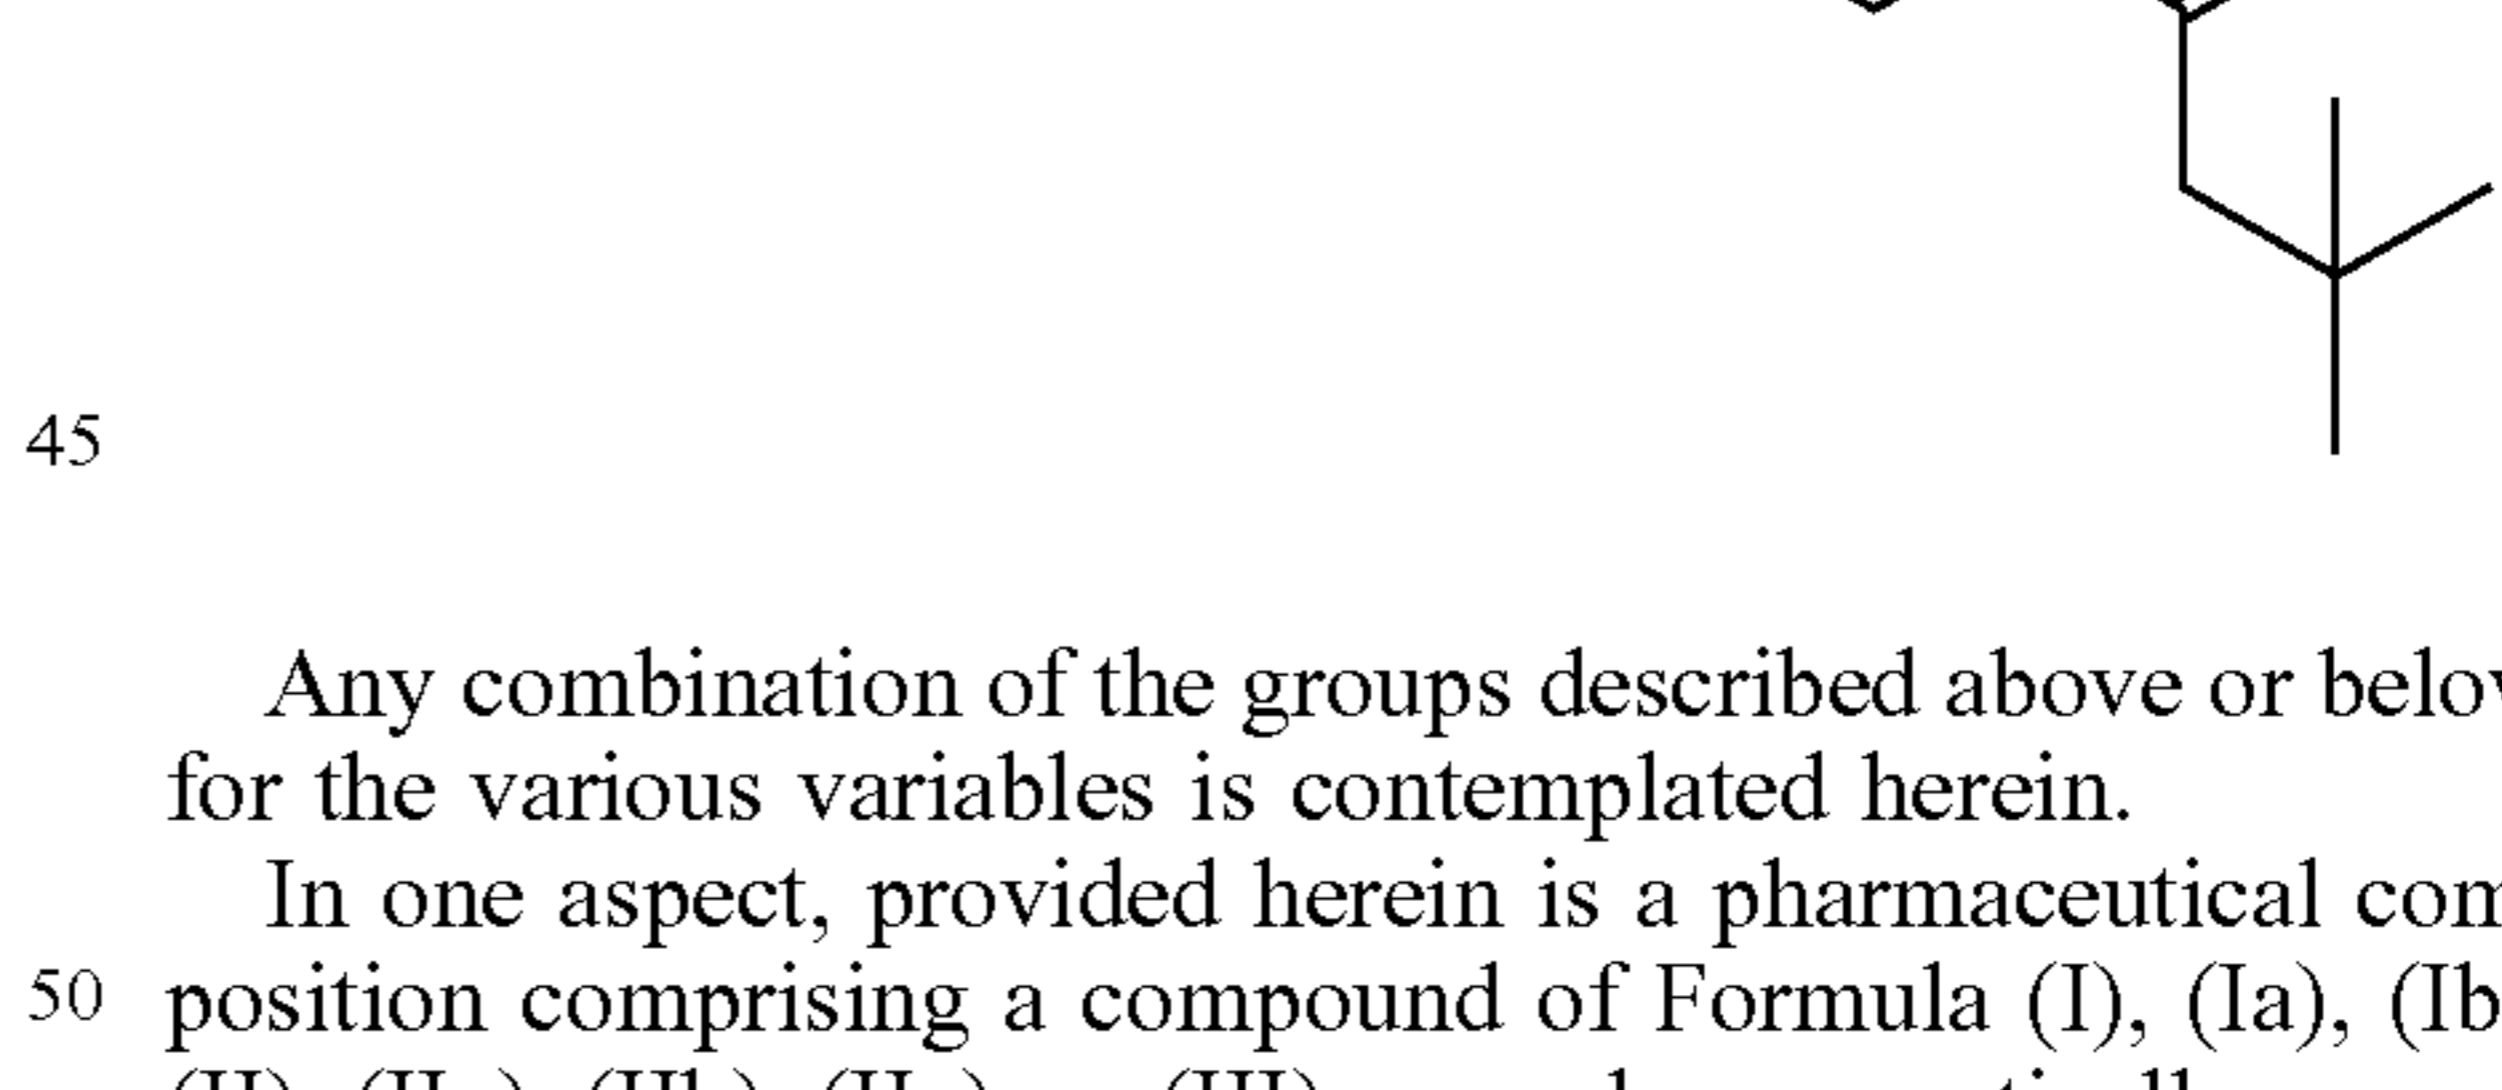 45
Any combination of the groups described above or
for the various variables is contemplated herein.
In one aspect, provided herein is a pharmaceutical com
50 position comprising a compound of Formula (I), (Ia), (Ib